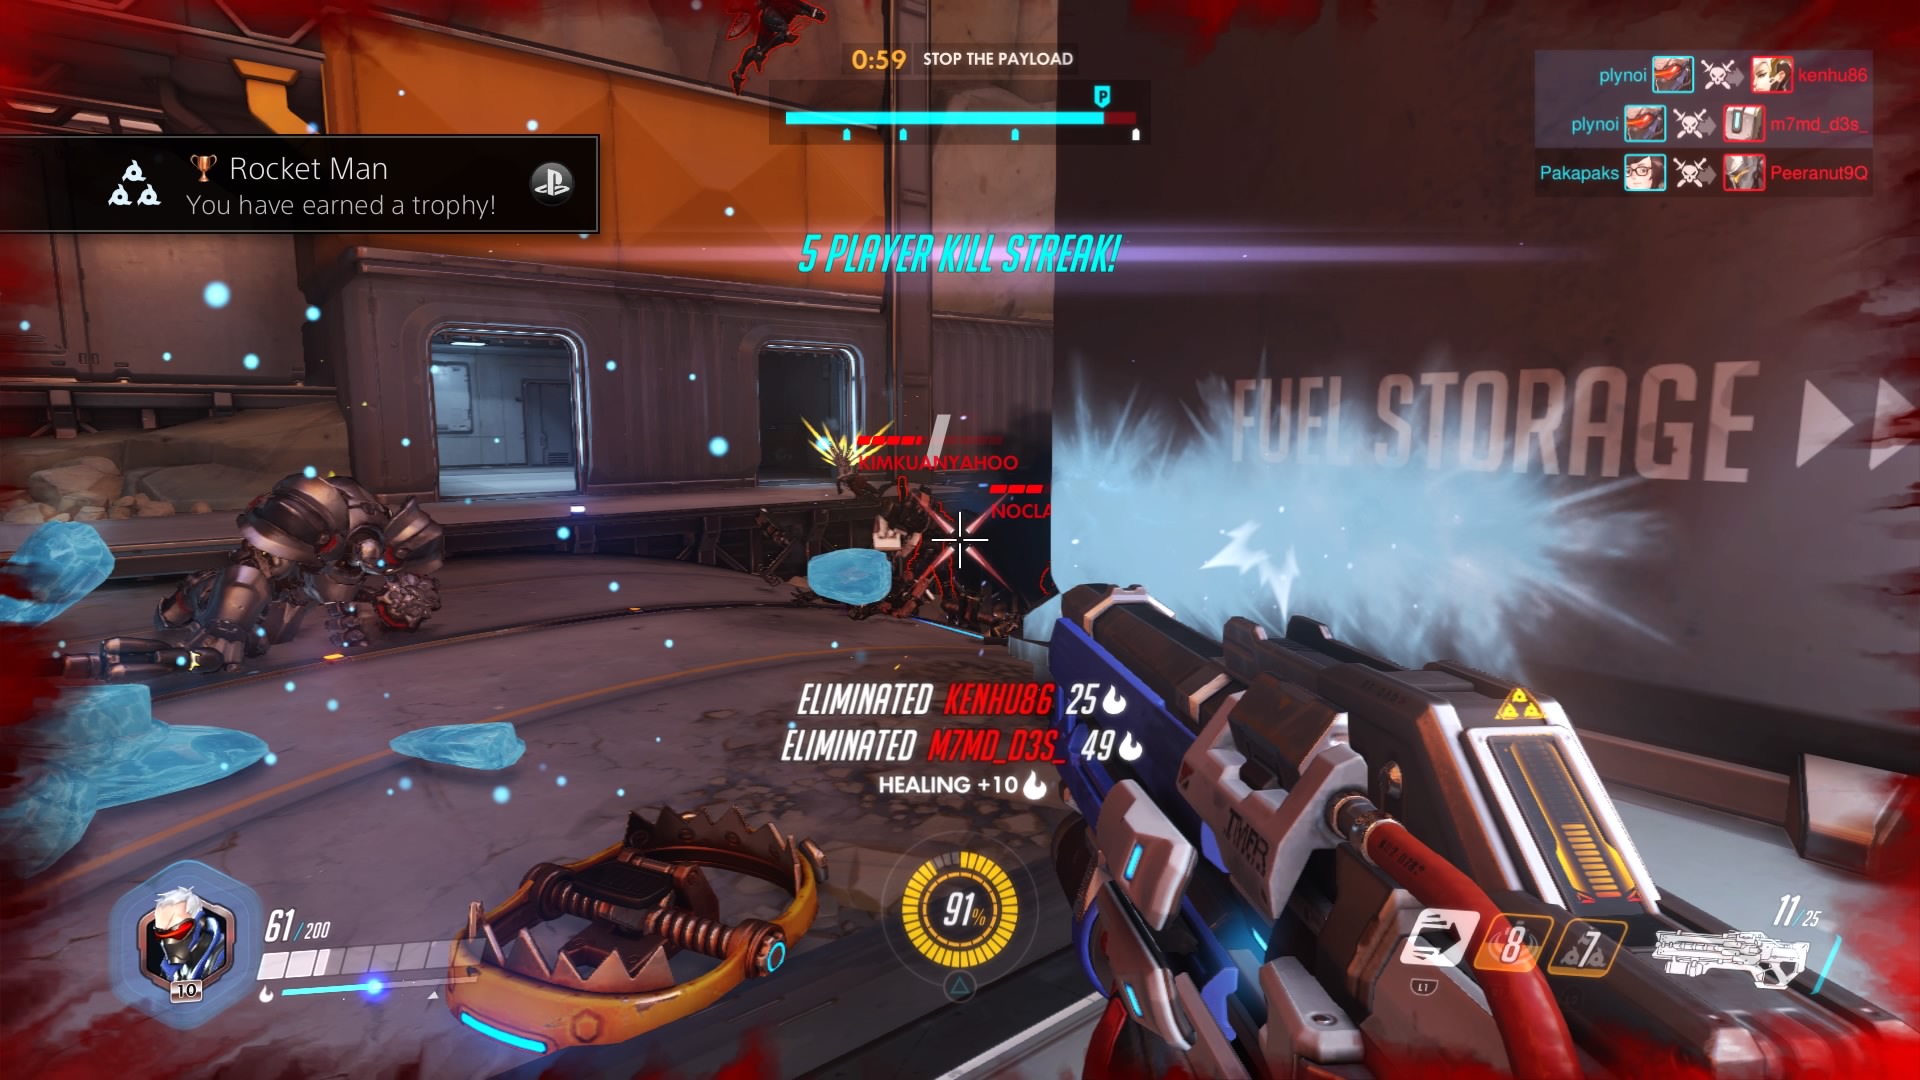 0:59 STOP THE PAYLOAD
P
plynoi kenhu86
plynoi m7md_d3s_
Pakapaks Peeranut9Q
Rocket Man
You have earned a trophy!
5 PLAYER KILL STREAK!
FUEL STORAGE
KIMKUANYAHOO
NOCLA
ELIMINATED KENHU86 25
ELIMINATED M7MD_D3S_ 49
HEALING +10
61/200
10
91%
L1
8
7
11/25